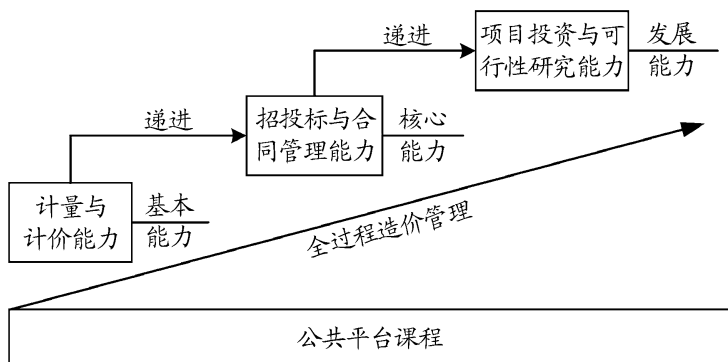 递进
项目投资与可
行性研究能力
发展
能力
递进
招投标与合
同管理能力
核心
能力
计量与
计价能力
基本
能力
全过程造价管理
公共平台课程